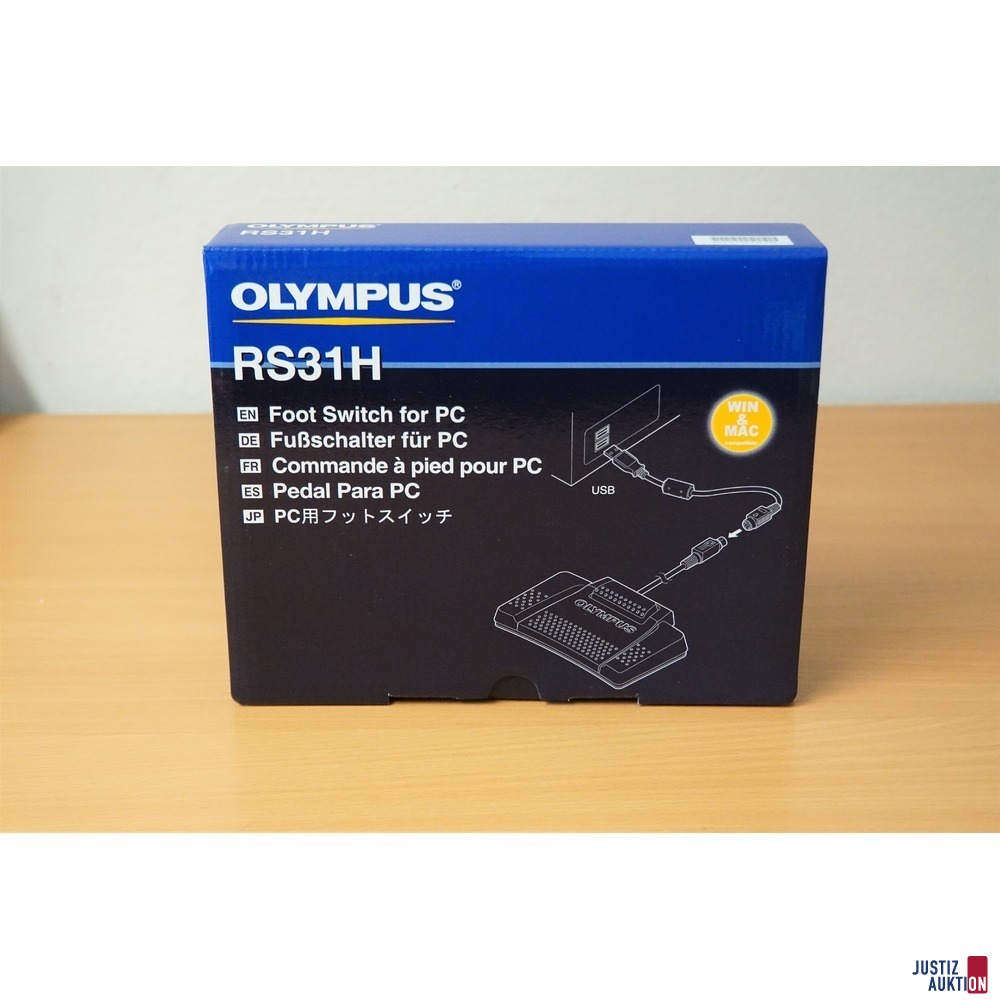 OLYMPUS
RS31H
OLYMPUS®
RS31H
EN Foot Switch for PC
DE Fußschalter für PC
FR Commande à pied pour PC
ES Pedal Para PC
JP PC用フットスイッチ
WIN
&
MAC
compatible
USB
OLYMPUS
JUSTIZ
AUKTION